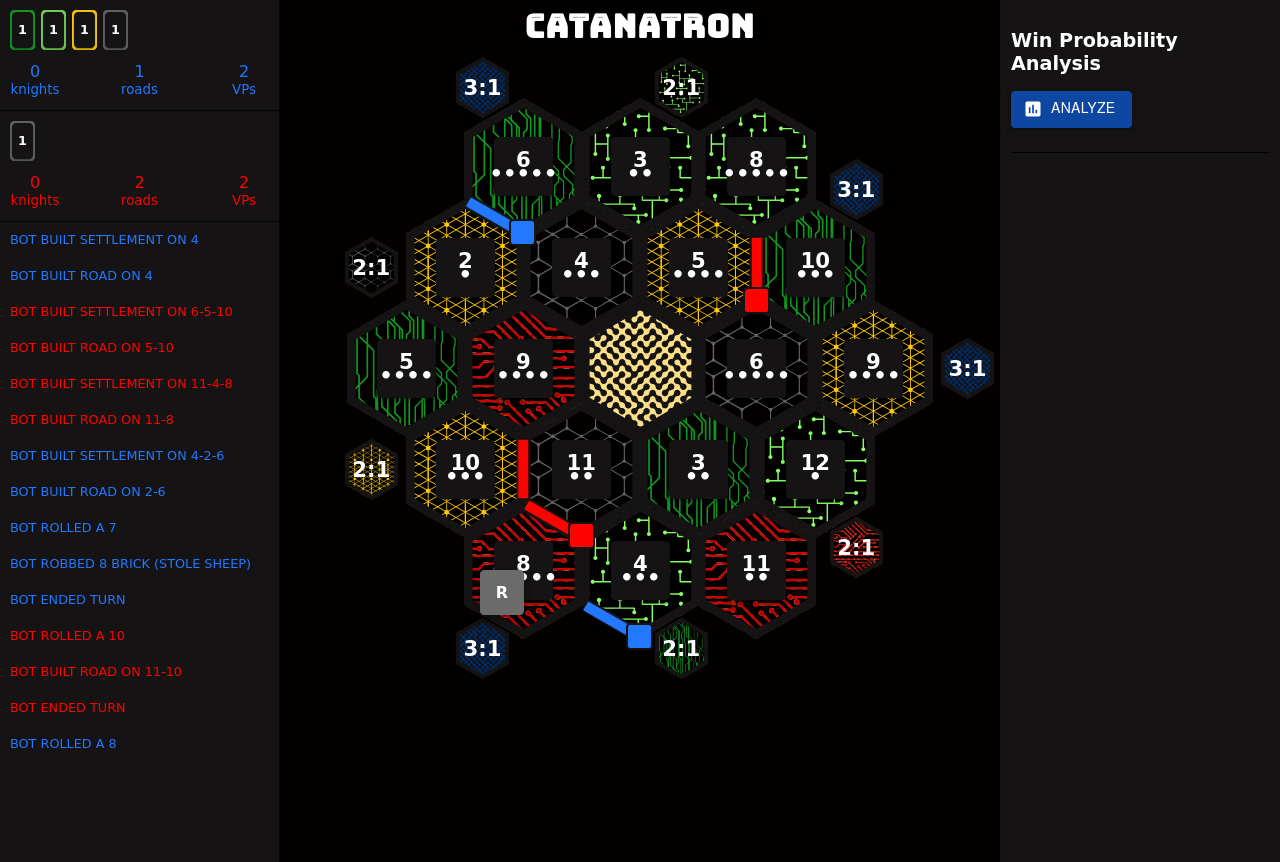 1 1 1 1
0 1 2
knights roads VPs
1
0 2 2
knights roads VPs
BOT BUILT SETTLEMENT ON 4
BOT BUILT ROAD ON 4
BOT BUILT SETTLEMENT ON 6-5-10
BOT BUILT ROAD ON 5-10
BOT BUILT SETTLEMENT ON 11-4-8
BOT BUILT ROAD ON 11-8
BOT BUILT SETTLEMENT ON 4-2-6
BOT BUILT ROAD ON 2-6
BOT ROLLED A 7
BOT ROBBED 8 BRICK (STOLE SHEEP)
BOT ENDED TURN
BOT ROLLED A 10
BOT BUILT ROAD ON 11-10
BOT ENDED TURN
BOT ROLLED A 8
CATANATRON
3:1 2:1
6 3 8
3:1
2:1 2 4 5 10
5 9 6 9 3:1
2:1 10 11 3 12
8 4 11 2:1
R
3:1 2:1
Win Probability
Analysis
ANALYZE